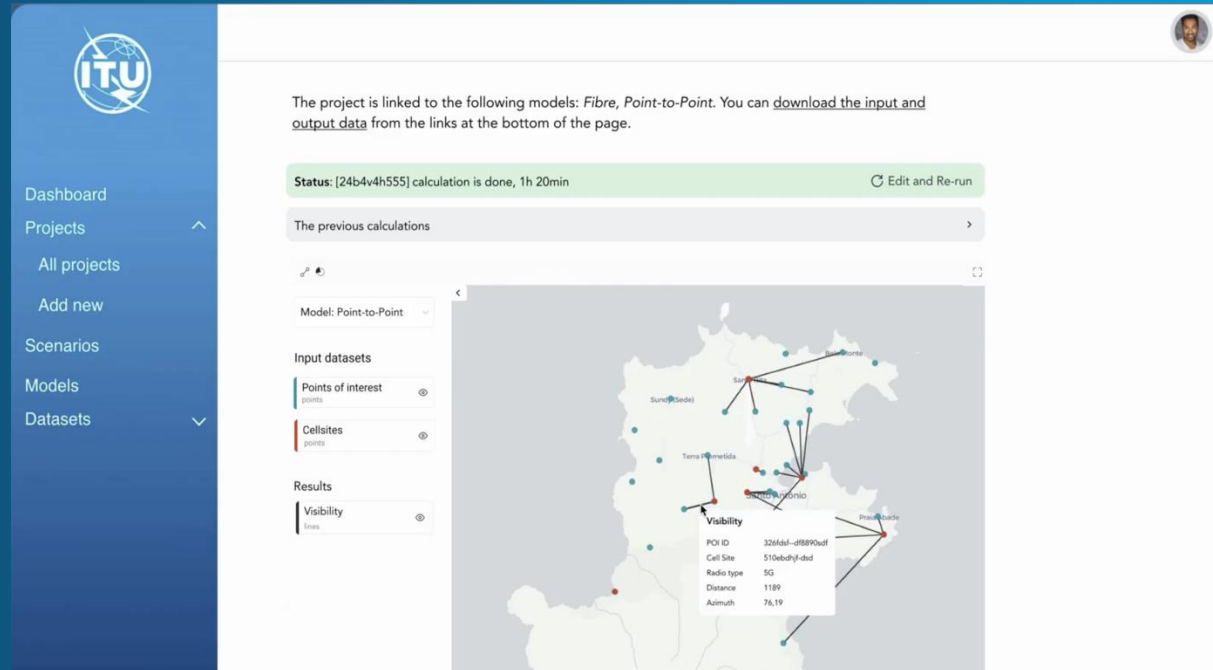 ITU
Dashboard
Projects
All projects
Add new
Scenarios
Models
Datasets
The project is linked to the following models: Fibre, Point-to-Point. You can download the input and
output data from the links at the bottom of the page.
Status: [24b4v4h555] calculation is done, 1h 20min
Edit and Re-run
The previous calculations
Model: Point-to-Point
Input datasets
Points of interest
points
Cellsites
points
Results
Visibility
lines
Sundy (Sede)
Santo António
Visibility
POI ID 326fdsf--df8890sdf
Cell Site 510ebdhjf-dsd
Radio type 5G
Distance 1189
Azimuth 76,19